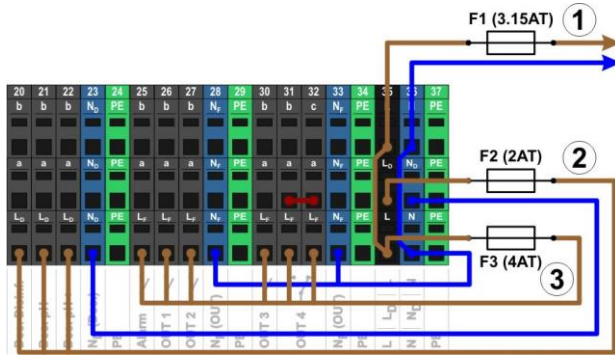 F1 (3.15AT) 1
20 21 22 23 24 25 26 27 28 29 30 31 32 33 34 35 36 37
b b b N_D PE b b b N_F PE b b c N_F PE
a a a N_D PE a a a N_F PE a a a N_F PE L_D N_D PE
F2 (2AT) 2
L_D L_D L_D N_D PE L_F L_F L_F N_F PE L_F L_F L_F N_F PE L N PE
F3 (4AT) 3
PE
Alarm
OUT 1
OUT 2
N_F (OUT)
PE
OUT 3
OUT 4
N_F (OUT)
PE
L L_D L
N N_D N
PE